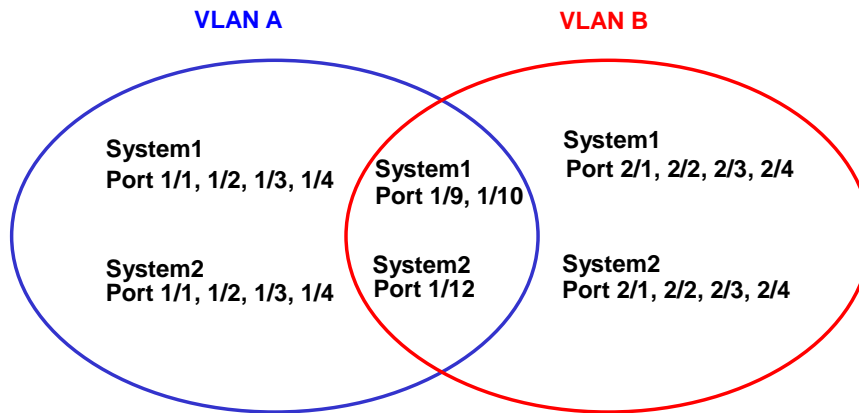 VLAN A
VLAN B
System1
Port 1/1, 1/2, 1/3, 1/4
System1
Port 1/9, 1/10
System1
Port 2/1, 2/2, 2/3, 2/4
System2
Port 1/1, 1/2, 1/3, 1/4
System2
Port 1/12
System2
Port 2/1, 2/2, 2/3, 2/4